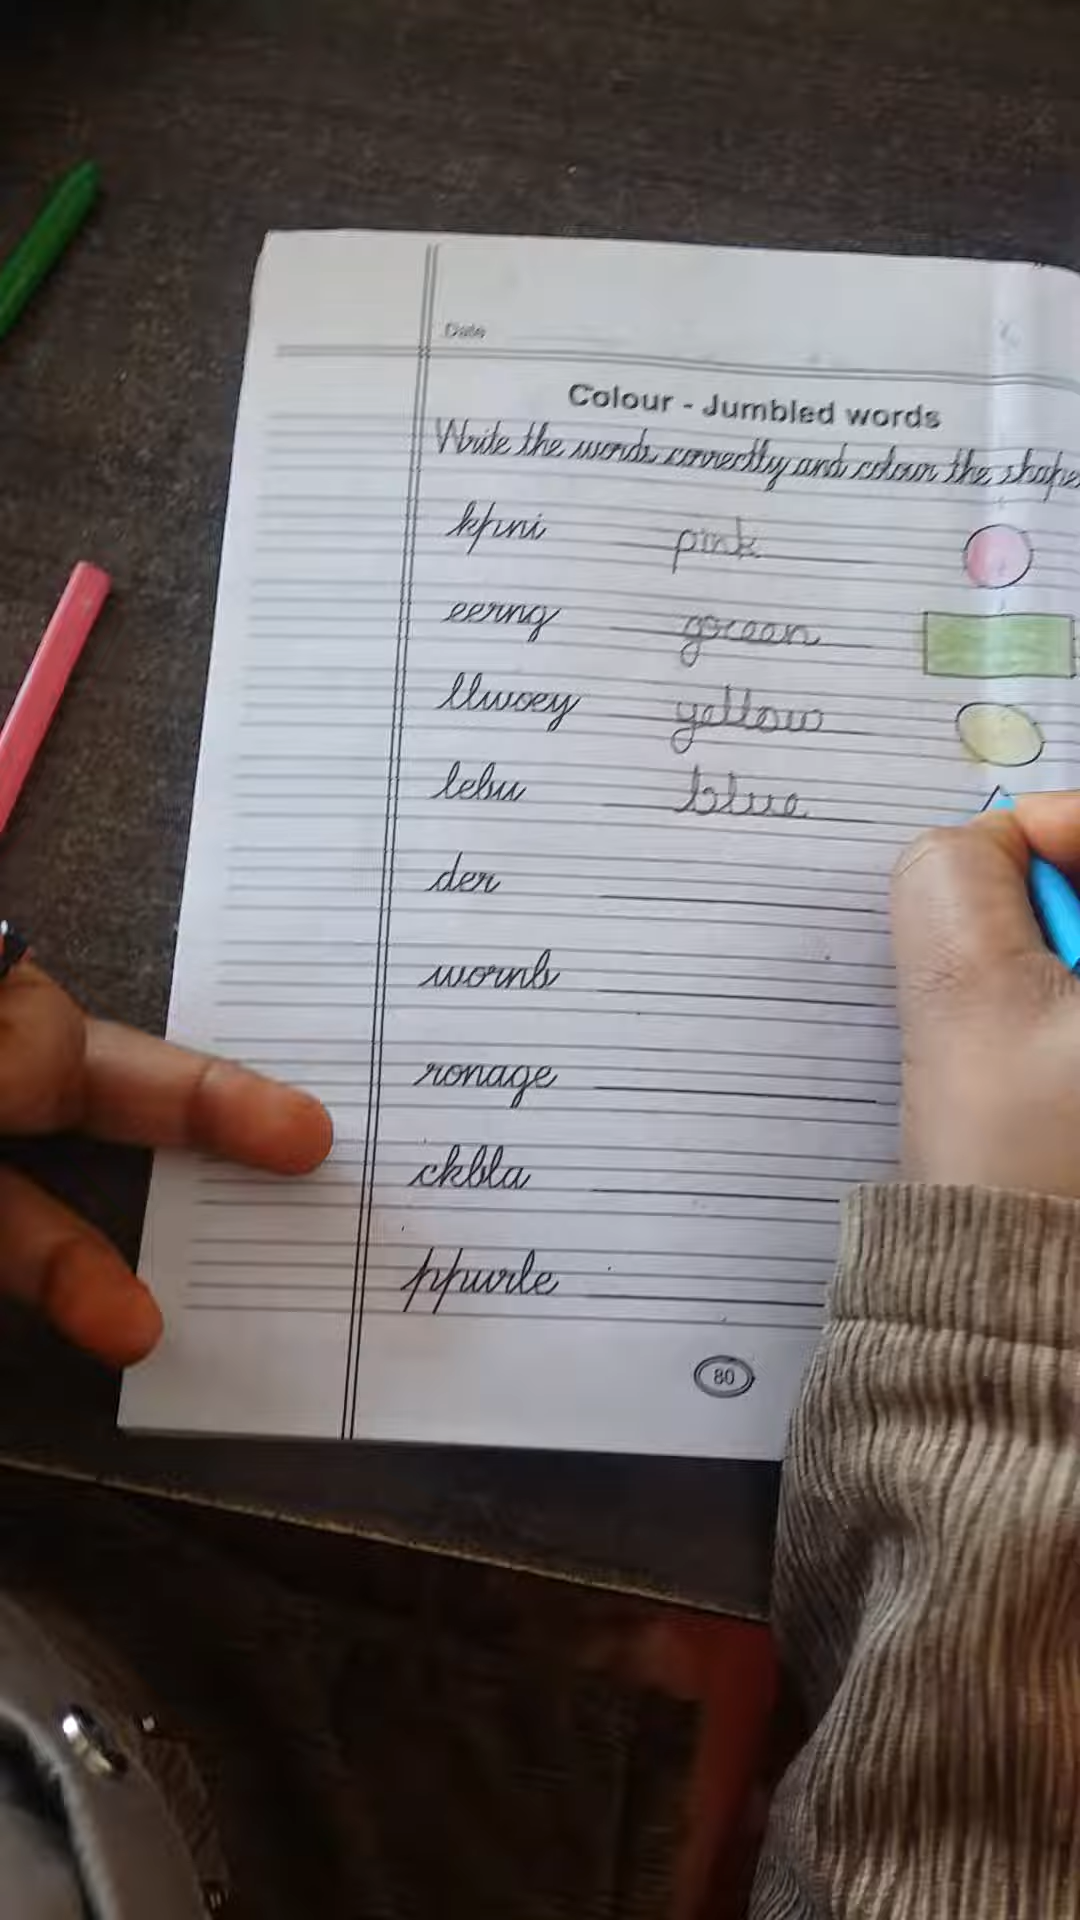 Date
Colour - Jumbled words
Write the words correctly and colour the shape
kpni pink
eerng green
llwoey yellow
lebu blue
der
wornb
ronage
ckbla
ppurle
80